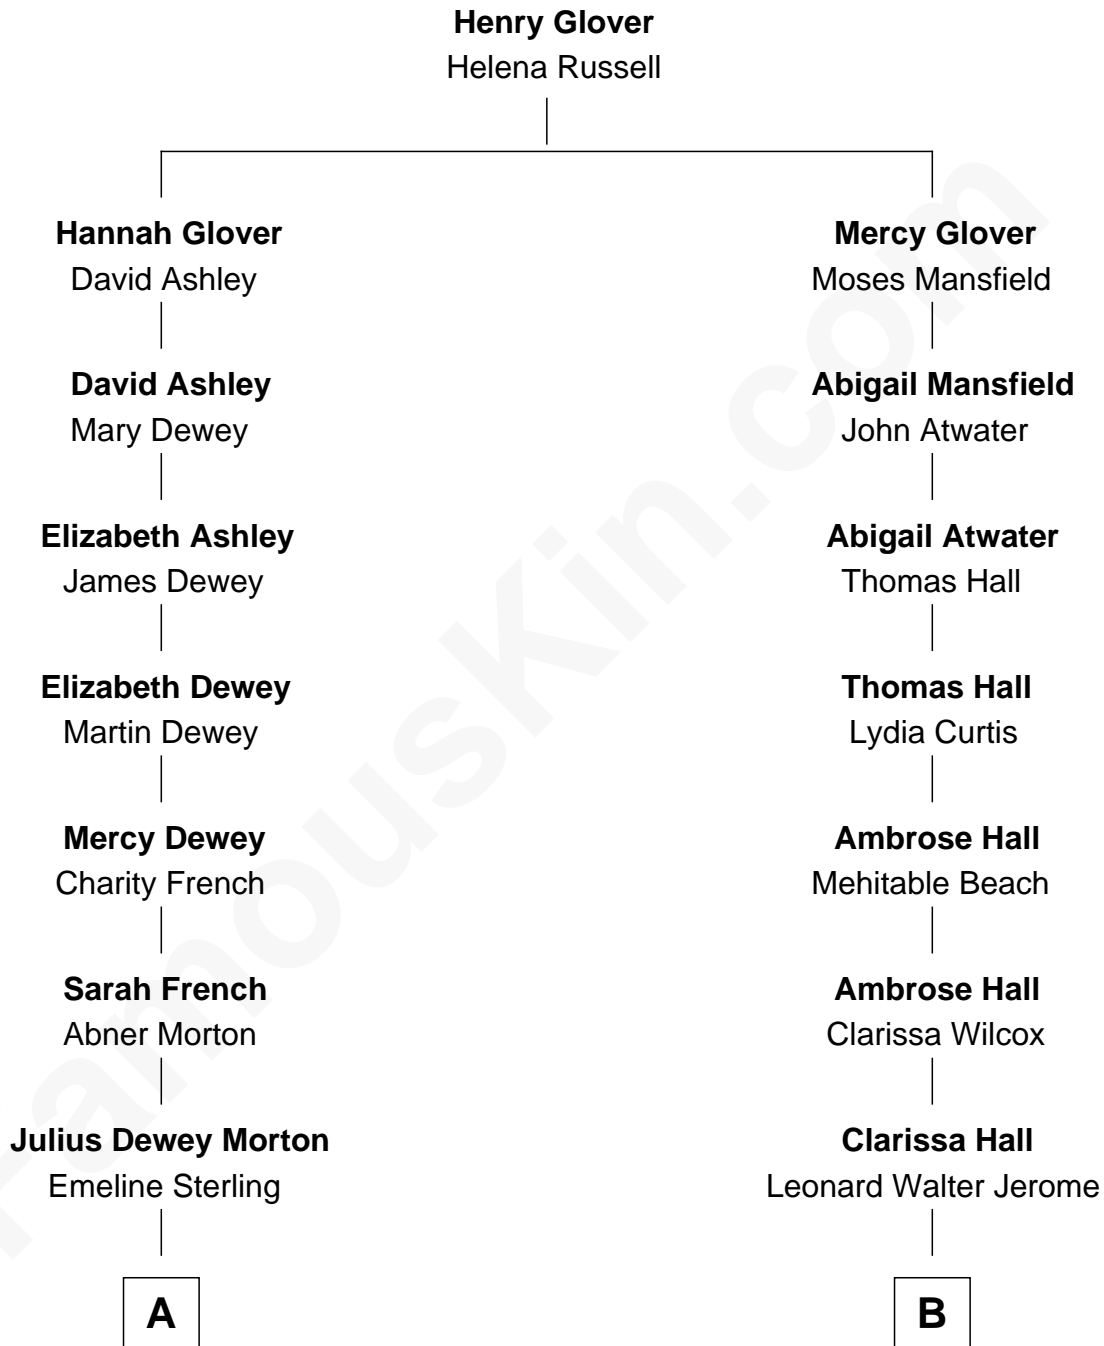 Henry Glover
Helena Russell
Hannah Glover
David Ashley
David Ashley
Mary Dewey
Elizabeth Ashley
James Dewey
Elizabeth Dewey
Martin Dewey
Mercy Dewey
Charity French
Sarah French
Abner Morton
Julius Dewey Morton
Emeline Sterling
A
Mercy Glover
Moses Mansfield
Abigail Mansfield
John Atwater
Abigail Atwater
Thomas Hall
Thomas Hall
Lydia Curtis
Ambrose Hall
Mehitable Beach
Ambrose Hall
Clarissa Wilcox
Clarissa Hall
Leonard Walter Jerome
B
FamousKin.com